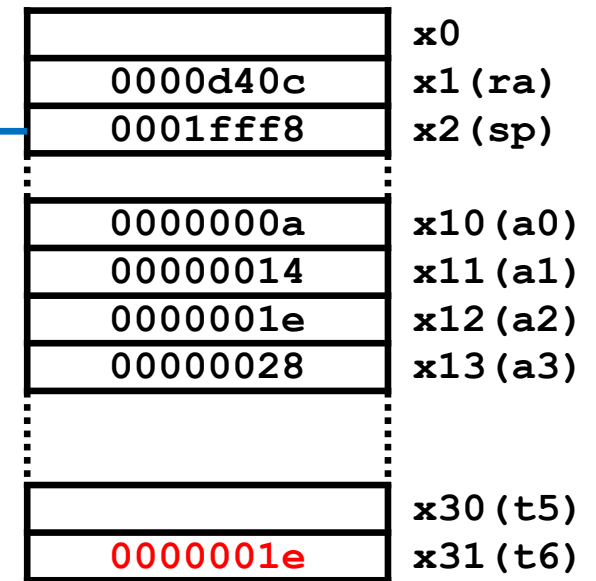 x0
0000d40c x1(ra)
0001fff8 x2(sp)
0000000a x10(a0)
00000014 x11(a1)
0000001e x12(a2)
00000028 x13(a3)
x30(t5)
0000001e x31(t6)